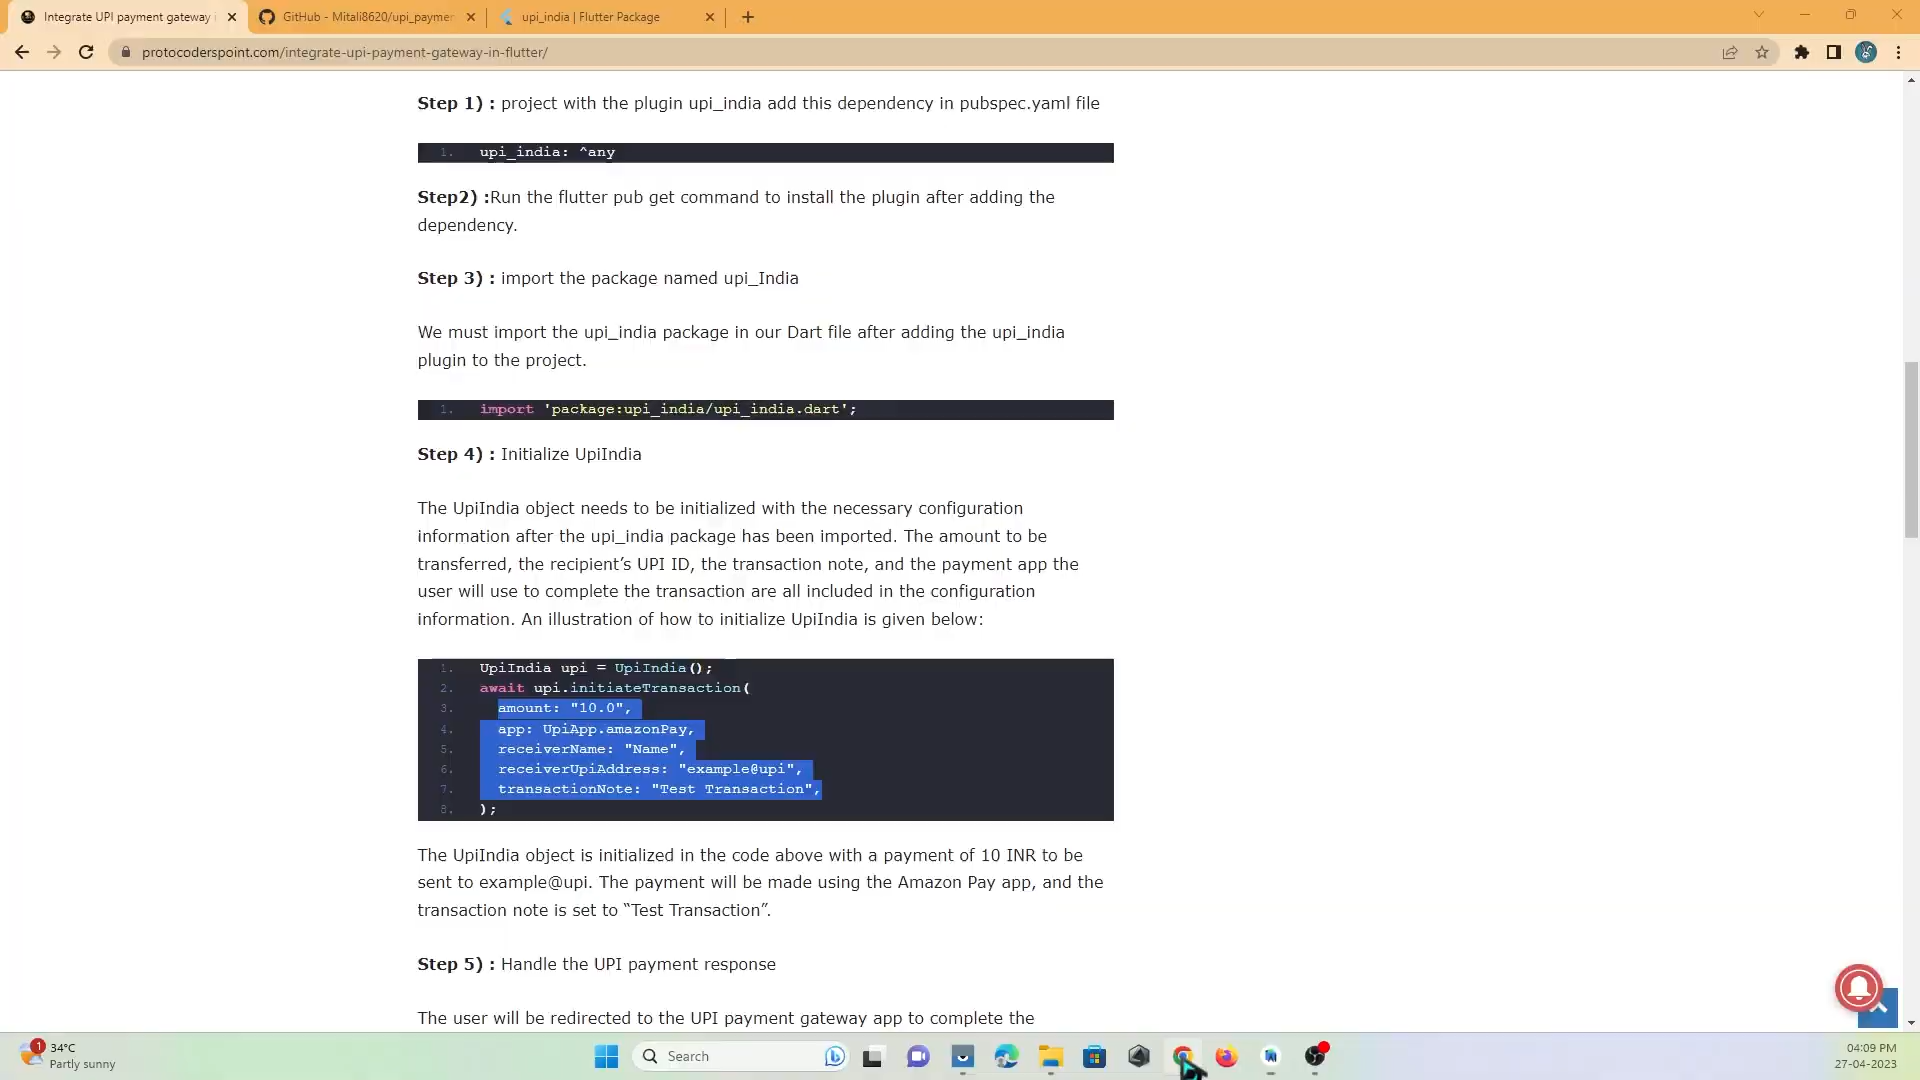 Integrate UPI payment gateway i
GitHub - Mitali8620/upi_paymen
upi_india | Flutter Package
protocoderspoint.com/integrate-upi-payment-gateway-in-flutter/
Step 1) : project with the plugin upi_india add this dependency in pubspec.yaml file
1. upi_india: ^any
Step2) :Run the flutter pub get command to install the plugin after adding the
dependency.
Step 3) : import the package named upi_India
We must import the upi_india package in our Dart file after adding the upi_india
plugin to the project.
1. import 'package:upi_india/upi_india.dart';
Step 4) : Initialize UpiIndia
The UpiIndia object needs to be initialized with the necessary configuration
information after the upi_india package has been imported. The amount to be
transferred, the recipient’s UPI ID, the transaction note, and the payment app the
user will use to complete the transaction are all included in the configuration
information. An illustration of how to initialize UpiIndia is given below:
1. UpiIndia upi = UpiIndia();
2. await upi.initiateTransaction(
3. amount: "10.0",
4. app: UpiApp.amazonPay,
5. receiverName: "Name",
6. receiverUpiAddress: "example@upi",
7. transactionNote: "Test Transaction",
8. );
The UpiIndia object is initialized in the code above with a payment of 10 INR to be
sent to example@upi. The payment will be made using the Amazon Pay app, and the
transaction note is set to “Test Transaction”.
Step 5) : Handle the UPI payment response
The user will be redirected to the UPI payment gateway app to complete the
1
34°C
Partly sunny
Search
04:09 PM
27-04-2023